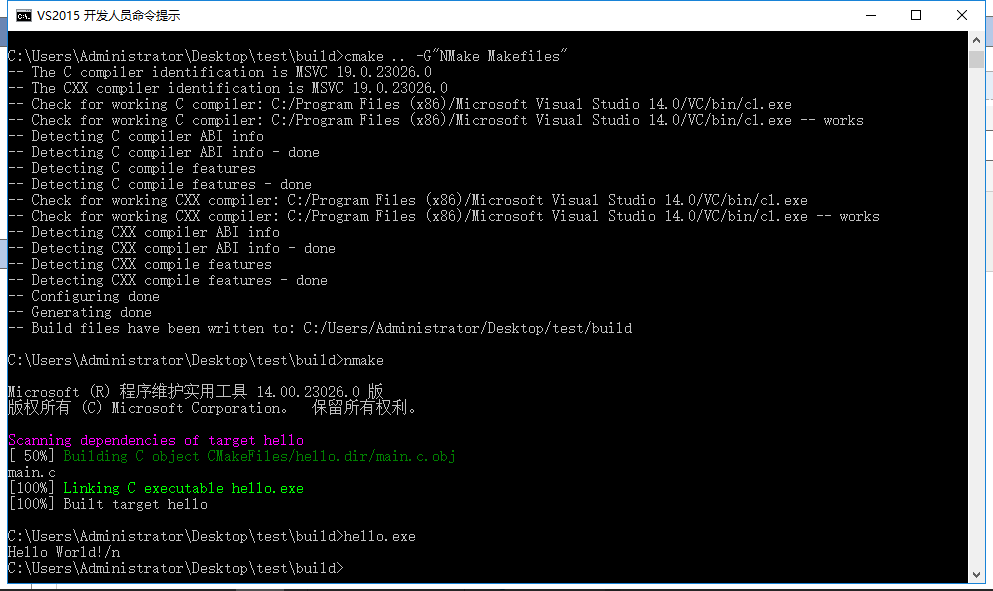 VS2015 开发人员命令提示
C:\Users\Administrator\Desktop\test\build>cmake .. -G"NMake Makefiles"
-- The C compiler identification is MSVC 19.0.23026.0
-- The CXX compiler identification is MSVC 19.0.23026.0
-- Check for working C compiler: C:/Program Files (x86)/Microsoft Visual Studio 14.0/VC/bin/cl.exe
-- Check for working C compiler: C:/Program Files (x86)/Microsoft Visual Studio 14.0/VC/bin/cl.exe -- works
-- Detecting C compiler ABI info
-- Detecting C compiler ABI info - done
-- Detecting C compile features
-- Detecting C compile features - done
-- Check for working CXX compiler: C:/Program Files (x86)/Microsoft Visual Studio 14.0/VC/bin/cl.exe
-- Check for working CXX compiler: C:/Program Files (x86)/Microsoft Visual Studio 14.0/VC/bin/cl.exe -- works
-- Detecting CXX compiler ABI info
-- Detecting CXX compiler ABI info - done
-- Detecting CXX compile features
-- Detecting CXX compile features - done
-- Configuring done
-- Generating done
-- Build files have been written to: C:/Users/Administrator/Desktop/test/build
C:\Users\Administrator\Desktop\test\build>nmake
Microsoft (R) 程序维护实用工具 14.00.23026.0 版
版权所有 (C) Microsoft Corporation。  保留所有权利。
Scanning dependencies of target hello
[ 50%] Building C object CMakeFiles/hello.dir/main.c.obj
main.c
[100%] Linking C executable hello.exe
[100%] Built target hello
C:\Users\Administrator\Desktop\test\build>hello.exe
Hello World!/n
C:\Users\Administrator\Desktop\test\build>